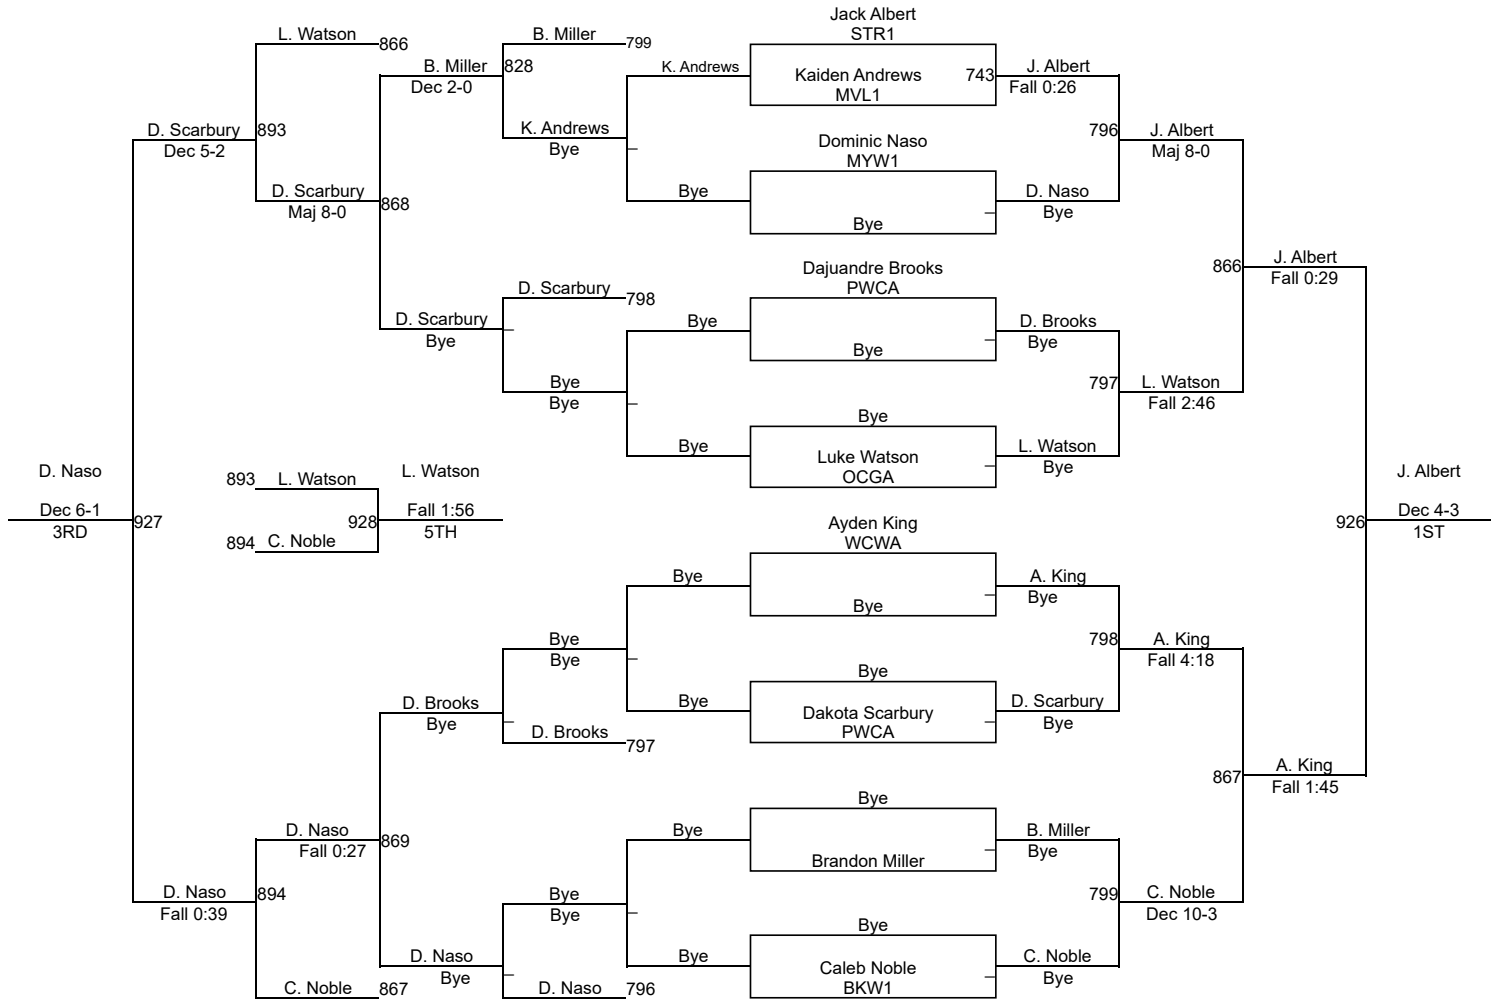 Jack Albert
STR1
L. Watson
866
B. Miller
799
B. Miller
828
Dec 2-0
K. Andrews
Kaiden Andrews
743
MVL1
J. Albert
Fall 0:26
D. Scarbury
893
Dec 5-2
K. Andrews
Bye
Dominic Naso
MYW1
796
J. Albert
Maj 8-0
D. Scarbury
Maj 8-0
868
Bye
Bye
D. Naso
Bye
Dajuandre Brooks
PWCA
866
J. Albert
Fall 0:29
D. Scarbury
798
D. Scarbury
Bye
Bye
Bye
D. Brooks
Bye
Bye
Bye
797
L. Watson
Fall 2:46
Bye
Bye
Luke Watson
OCGA
L. Watson
Bye
D. Naso
Dec 6-1
3RD
927
893
L. Watson
894
C. Noble
928
L. Watson
Fall 1:56
5TH
J. Albert
926
Dec 4-3
1ST
Ayden King
WCWA
Bye
Bye
A. King
Bye
Bye
Bye
798
A. King
Fall 4:18
Bye
Bye
Dakota Scarbury
PWCA
D. Scarbury
Bye
D. Brooks
Bye
D. Brooks
797
867
A. King
Fall 1:45
Bye
D. Naso
Fall 0:27
869
Bye
Brandon Miller
B. Miller
Bye
D. Naso
894
Fall 0:39
Bye
Bye
799
C. Noble
Dec 10-3
Bye
D. Naso
Bye
Bye
Caleb Noble
BKW1
C. Noble
Bye
C. Noble
867
D. Naso
796